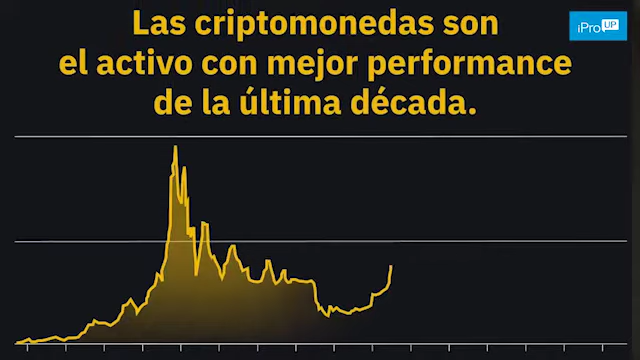 Las criptomonedas son
el activo con mejor performance
de la última década.
iProUP